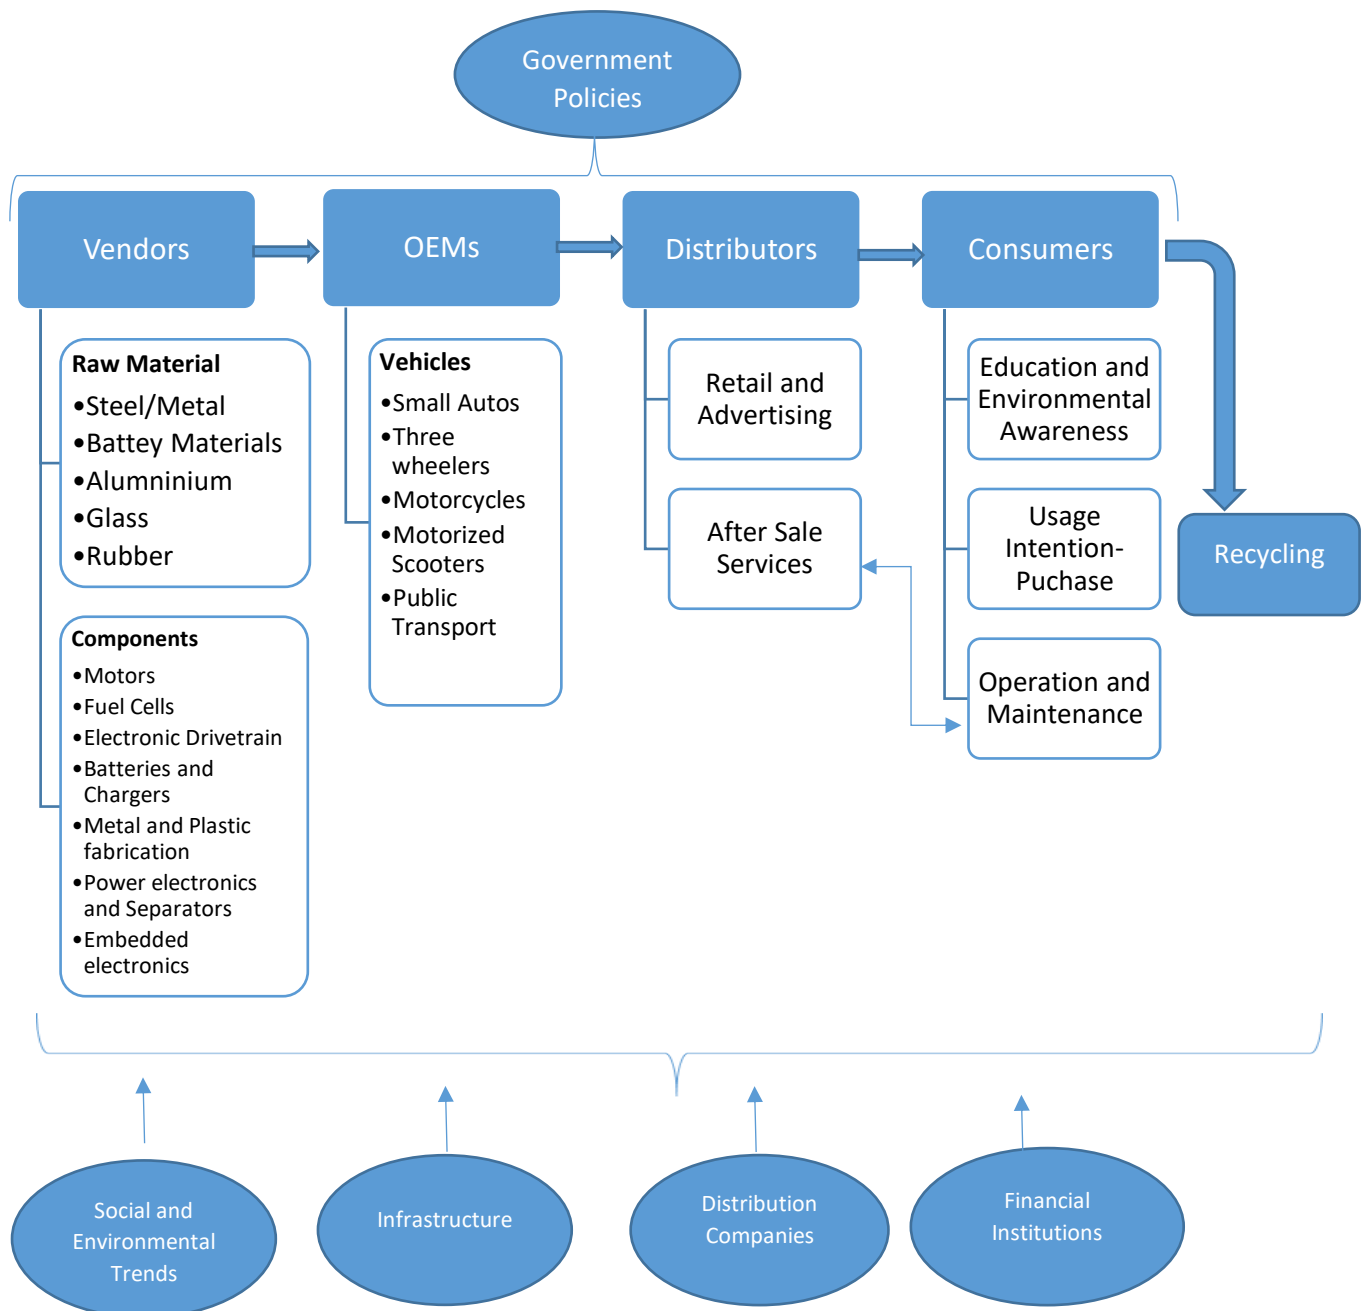 Government
Policies
Vendors
OEMs
Distributors
Consumers
Raw Material
•Steel/Metal
•Battey Materials
•Alumninium
•Glass
•Rubber
Components
•Motors
•Fuel Cells
•Electronic Drivetrain
•Batteries and
Chargers
•Metal and Plastic
fabrication
•Power electronics
and Separators
•Embedded
electronics
Vehicles
•Small Autos
•Three
wheelers
•Motorcycles
•Motorized
Scooters
•Public
Transport
Retail and
Advertising
After Sale
Services
Education and
Environmental
Awareness
Usage
Intention-
Puchase
Operation and
Maintenance
Recycling
Social and
Environmental
Trends
Infrastructure
Distribution
Companies
Financial
Institutions